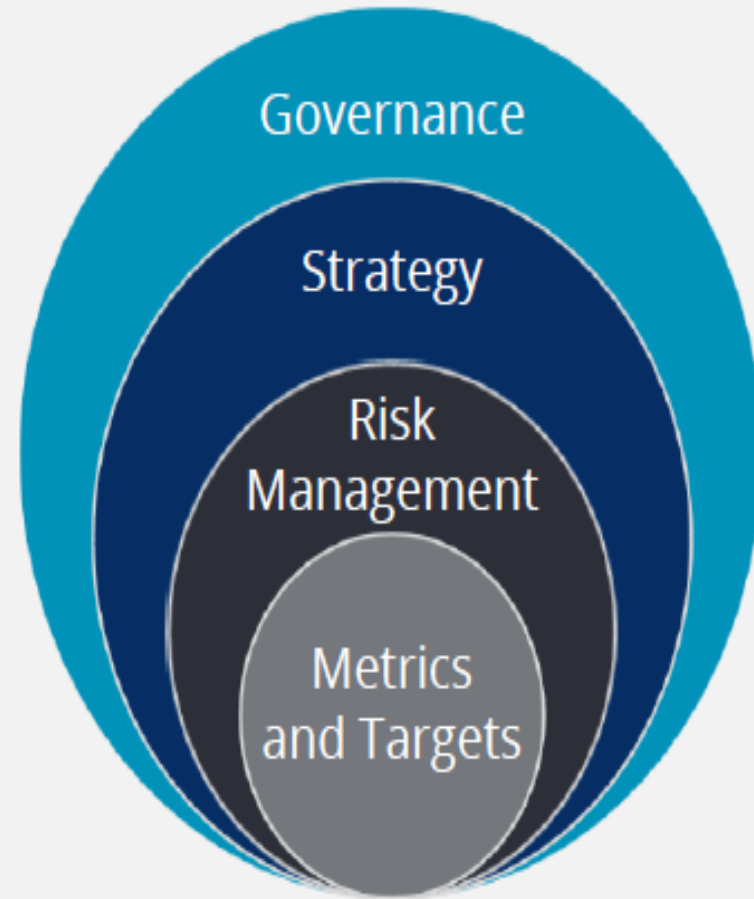 Governance
Strategy
Risk
Management
Metrics
and Targets